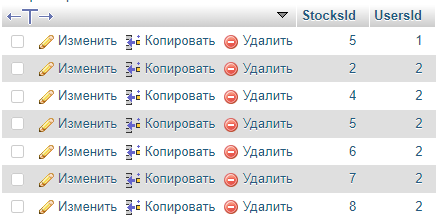 StocksId UsersId
Изменить Копировать Удалить 5 1
Изменить Копировать Удалить 2 2
Изменить Копировать Удалить 4 2
Изменить Копировать Удалить 5 2
Изменить Копировать Удалить 6 2
Изменить Копировать Удалить 7 2
Изменить Копировать Удалить 8 2